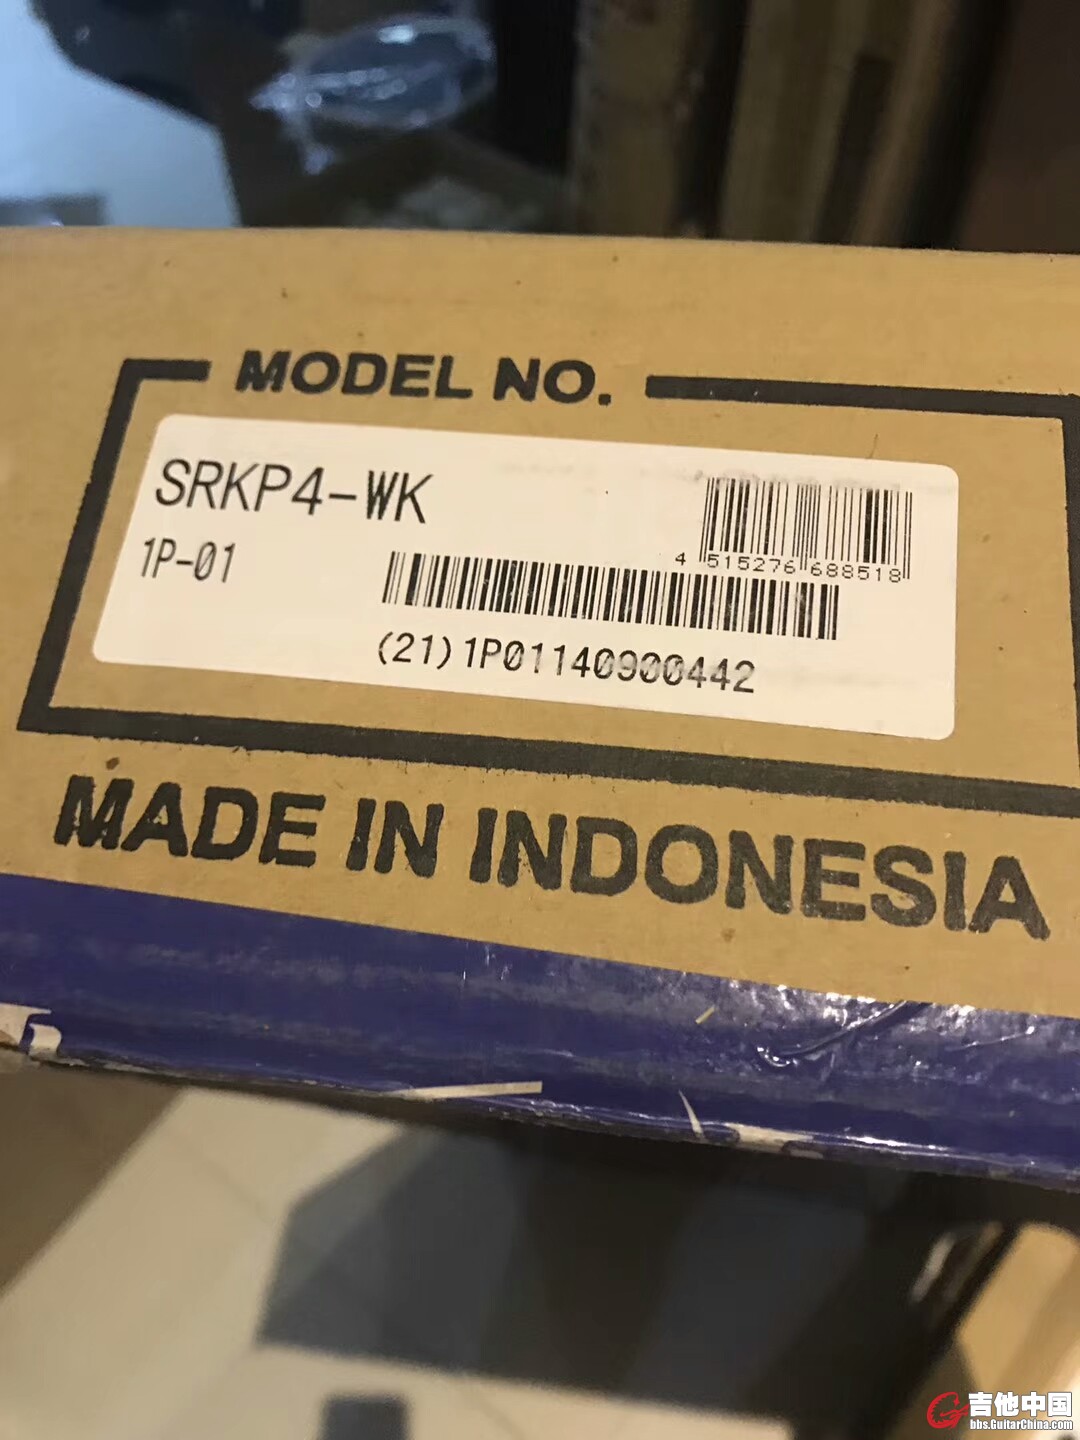 MODEL NO.
SRKP4-WK
1P-01
4 515276 688518
(21)1P01140900442
MADE IN INDONESIA
吉他中国
bbs.GuitarChina.com